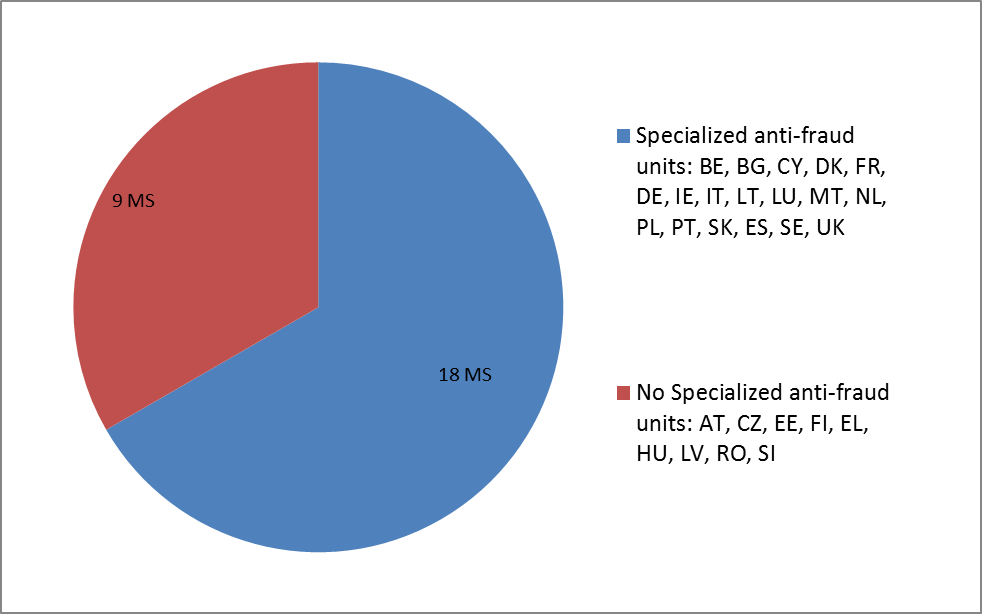 9 MS
18 MS
Specialized anti-fraud
units: BE, BG, CY, DK, FR,
DE, IE, IT, LT, LU, MT, NL,
PL, PT, SK, ES, SE, UK
No Specialized anti-fraud
units: AT, CZ, EE, FI, EL,
HU, LV, RO, SI